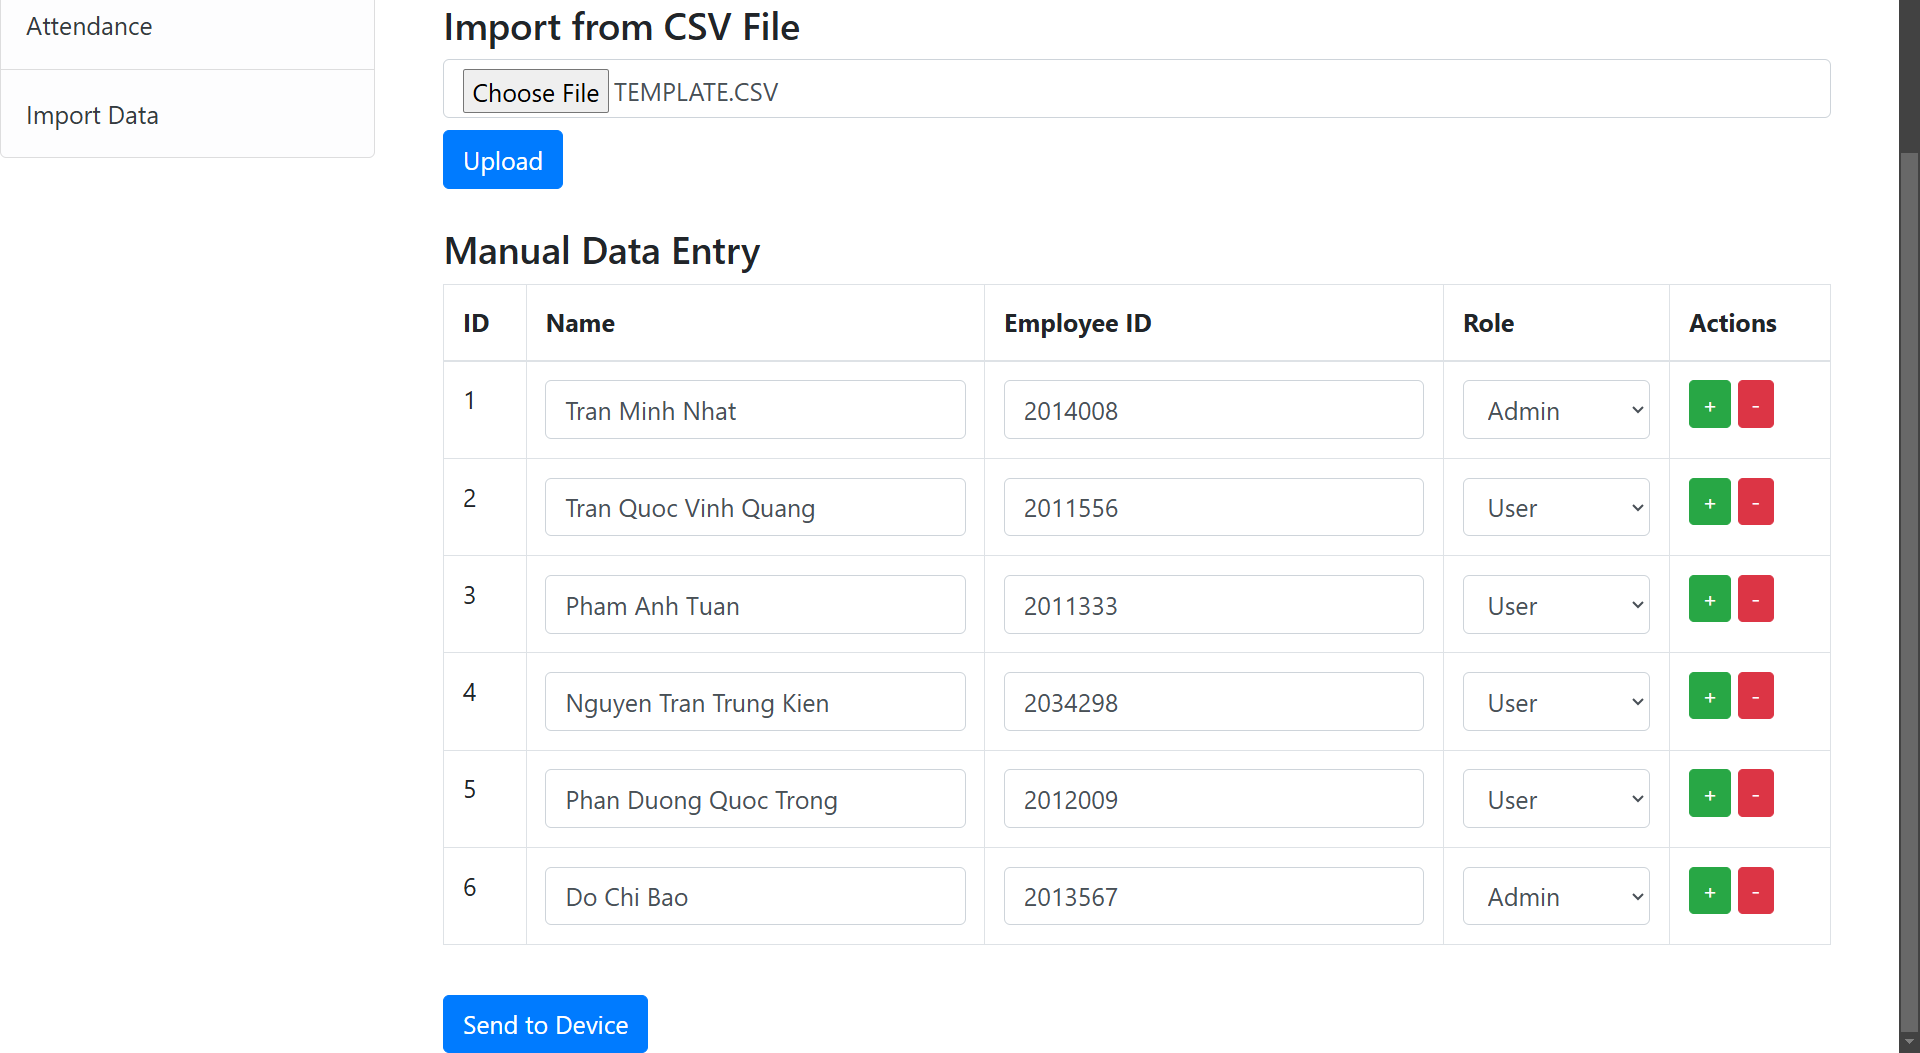 Attendance
Import Data
Import from CSV File
Choose File TEMPLATE.CSV
Upload
Manual Data Entry
ID Name Employee ID Role Actions
1 Tran Minh Nhat 2014008 Admin + -
2 Tran Quoc Vinh Quang 2011556 User + -
3 Pham Anh Tuan 2011333 User + -
4 Nguyen Tran Trung Kien 2034298 User + -
5 Phan Duong Quoc Trong 2012009 User + -
6 Do Chi Bao 2013567 Admin + -
Send to Device